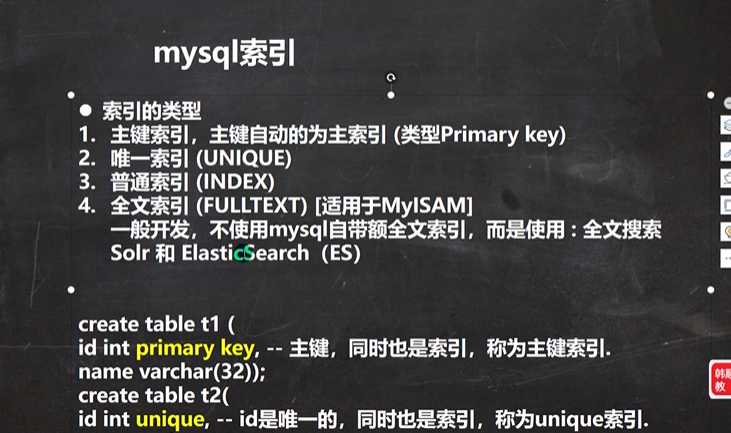 mysql索引
● 索引的类型
1. 主键索引，主键自动的为主索引 (类型Primary key)
2. 唯一索引 (UNIQUE)
3. 普通索引 (INDEX)
4. 全文索引 (FULLTEXT) [适用于MyISAM]
一般开发，不使用mysql自带额全文索引，而是使用：全文搜索
Solr 和 ElasticSearch（ES）
create table t1 (
id int primary key, -- 主键，同时也是索引，称为主键索引.
name varchar(32));
create table t2(
id int unique, -- id是唯一的，同时也是索引，称为unique索引.